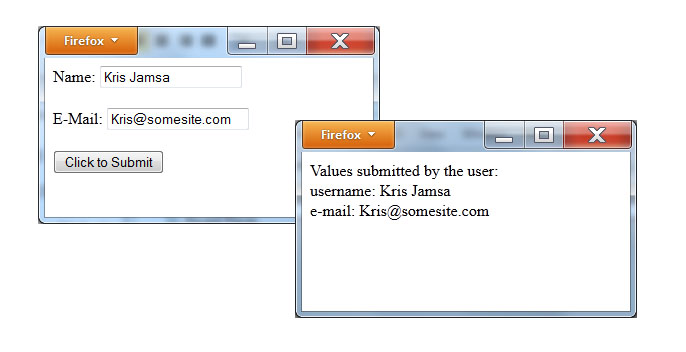 Firefox
Name: Kris Jamsa
E-Mail: Kris@somesite.com
Click to Submit
Firefox
Values submitted by the user:
username: Kris Jamsa
e-mail: Kris@somesite.com